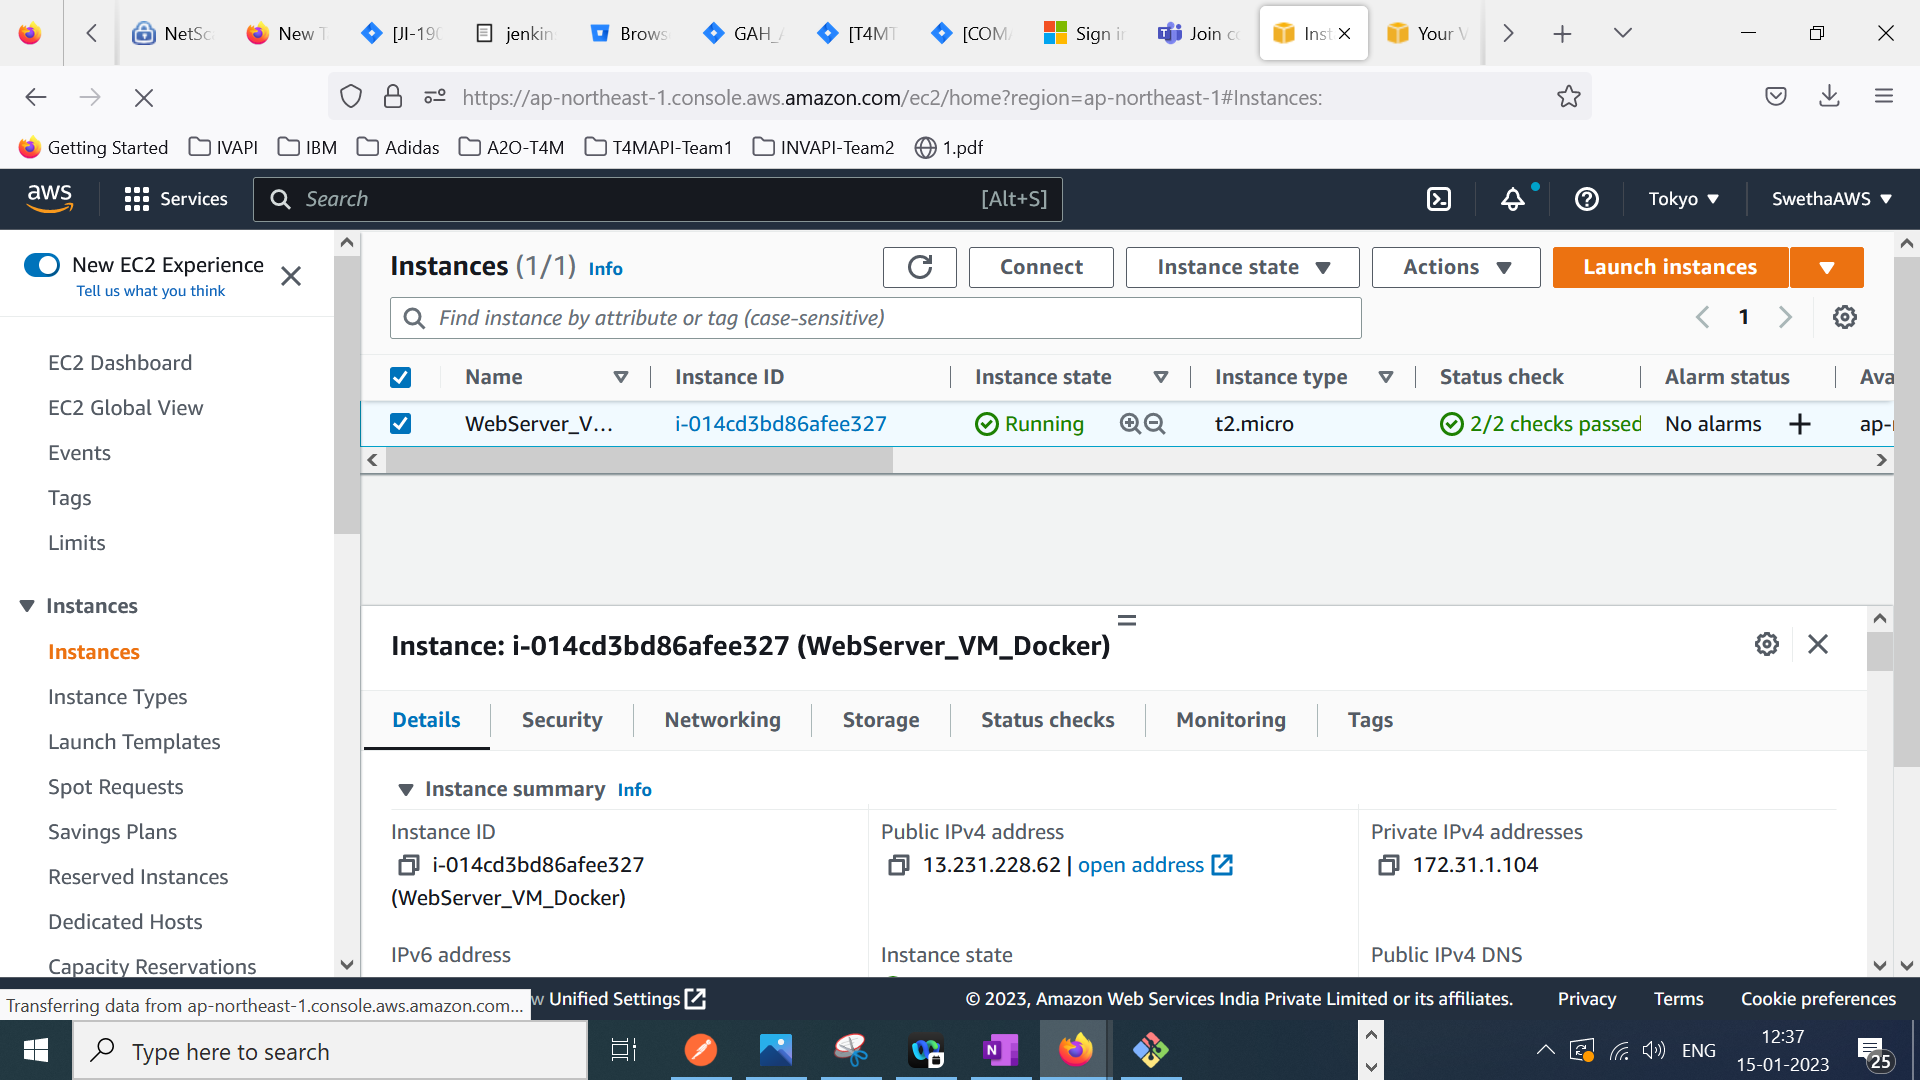 NetSc
New T
[JI-190
jenkin
Brows
GAH_A
[T4MT
[COMA
Sign in
Join co
Inst
Your V
https://ap-northeast-1.console.aws.amazon.com/ec2/home?region=ap-northeast-1#Instances:
Getting Started
IVAPI
IBM
Adidas
A2O-T4M
T4MAPI-Team1
INVAPI-Team2
1.pdf
aws
Services
Search
[Alt+S]
Tokyo
SwethaAWS
New EC2 Experience
Tell us what you think
EC2 Dashboard
EC2 Global View
Events
Tags
Limits
Instances
Instances
Instance Types
Launch Templates
Spot Requests
Savings Plans
Reserved Instances
Dedicated Hosts
Capacity Reservations
Instances (1/1) Info
Connect
Instance state
Actions
Launch instances
Find instance by attribute or tag (case-sensitive)
1
Name
Instance ID
Instance state
Instance type
Status check
Alarm status
Ava
WebServer_V...
i-014cd3bd86afee327
Running
t2.micro
2/2 checks passed
No alarms
ap-
Instance: i-014cd3bd86afee327 (WebServer_VM_Docker)
Details
Security
Networking
Storage
Status checks
Monitoring
Tags
Instance summary Info
Instance ID
i-014cd3bd86afee327
(WebServer_VM_Docker)
Public IPv4 address
13.231.228.62 | open address
Private IPv4 addresses
172.31.1.104
IPv6 address
Instance state
Public IPv4 DNS
Transferring data from ap-northeast-1.console.aws.amazon.com...
w Unified Settings
© 2023, Amazon Web Services India Private Limited or its affiliates.
Privacy
Terms
Cookie preferences
Type here to search
ENG
12:37
15-01-2023
25